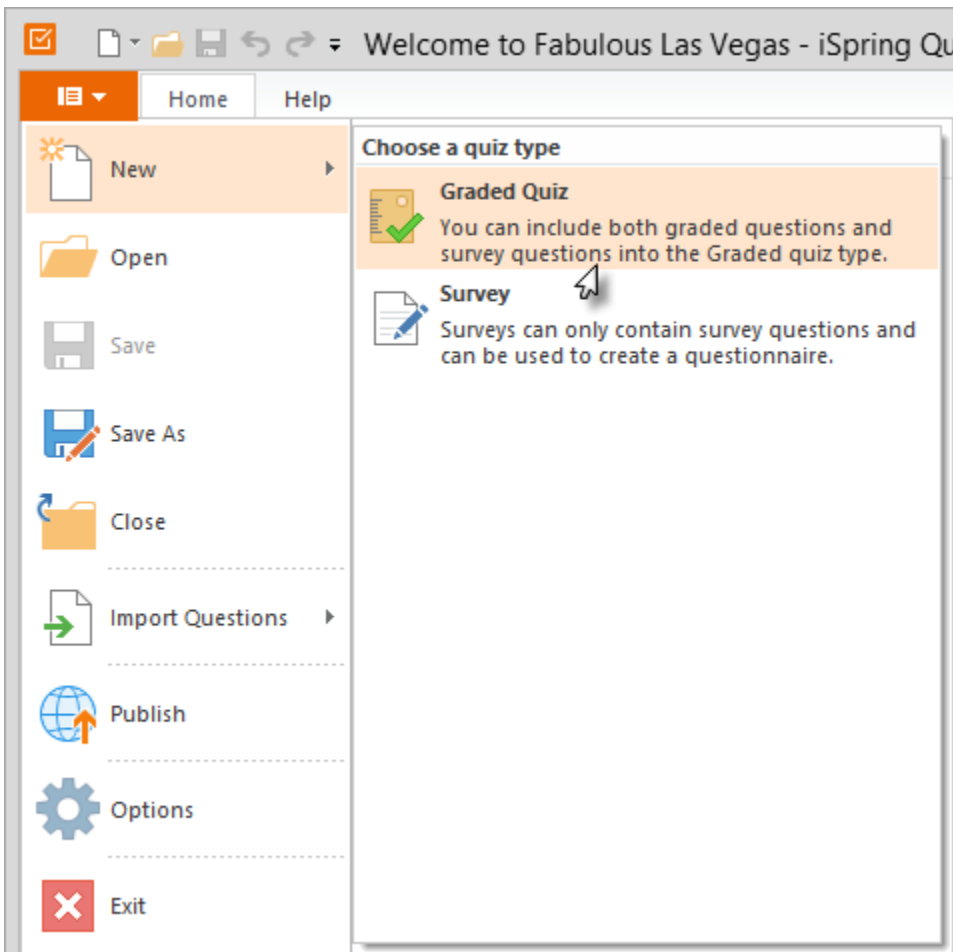 Welcome to Fabulous Las Vegas - iSpring Qu
Home
Help
New
Open
Save
Save As
Close
Import Questions
Publish
Options
Exit
Choose a quiz type
Graded Quiz
You can include both graded questions and
survey questions into the Graded quiz type.
Survey
Surveys can only contain survey questions and
can be used to create a questionnaire.